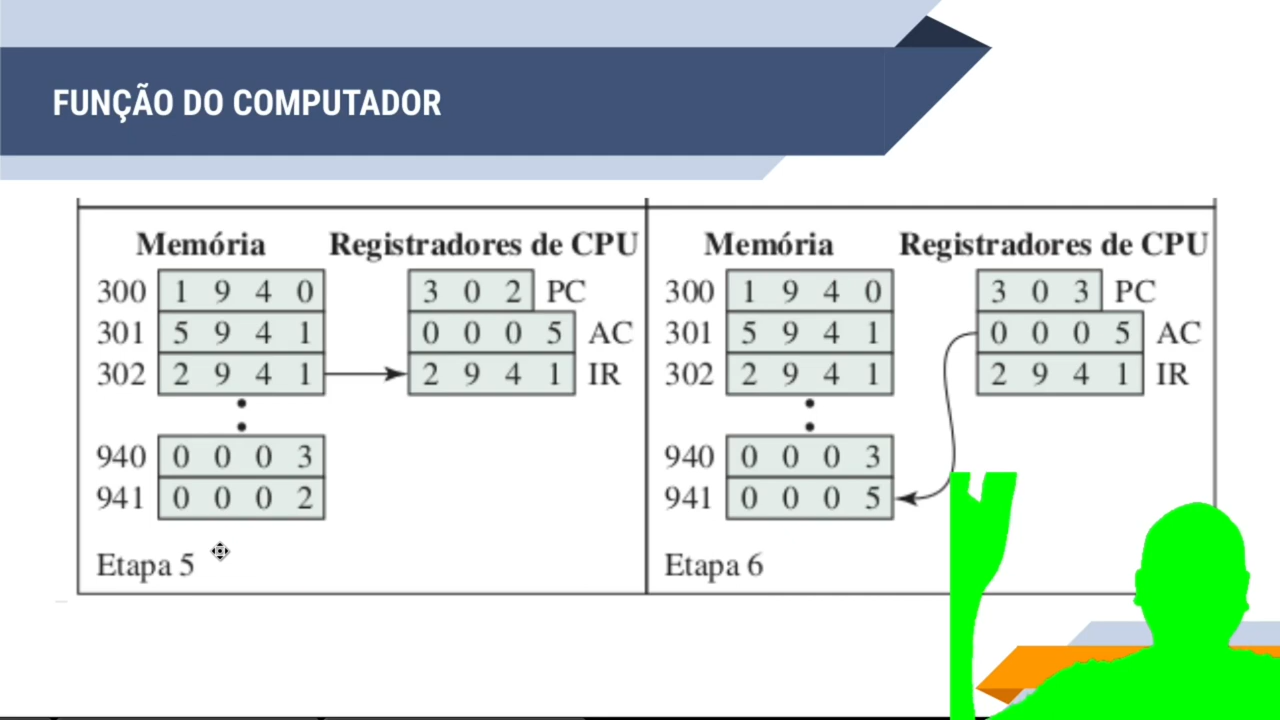 FUNÇÃO DO COMPUTADOR
Memória Registradores de CPU
300 1 9 4 0 3 0 2 PC
301 5 9 4 1 0 0 0 5 AC
302 2 9 4 1 2 9 4 1 IR
940 0 0 0 3
941 0 0 0 2
Etapa 5
Memória Registradores de CPU
300 1 9 4 0 3 0 3 PC
301 5 9 4 1 0 0 0 5 AC
302 2 9 4 1 2 9 4 1 IR
940 0 0 0 3
941 0 0 0 5
Etapa 6